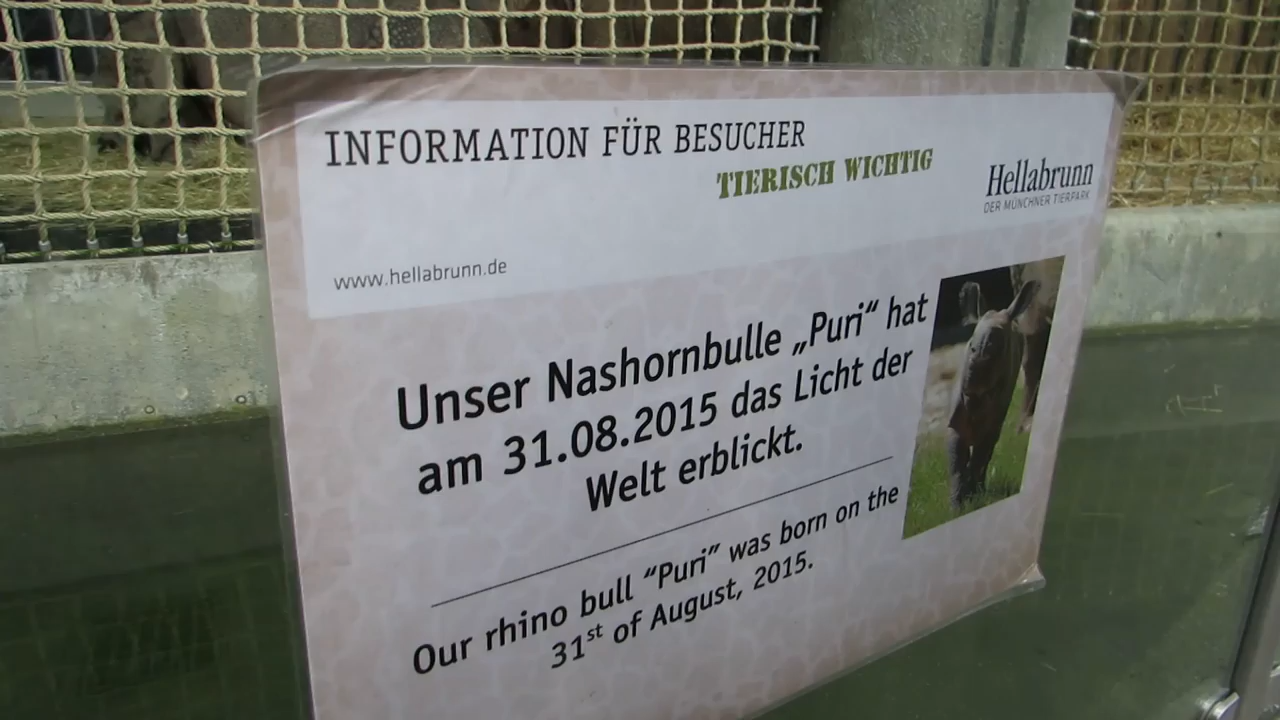 INFORMATION FÜR BESUCHER
TIERISCH WICHTIG
Hellabrunn
DER MÜNCHNER TIERPARK
www.hellabrunn.de
Unser Nashornbulle „Puri“ hat
am 31.08.2015 das Licht der
Welt erblickt.
Our rhino bull “Puri” was born on the
31st of August, 2015.